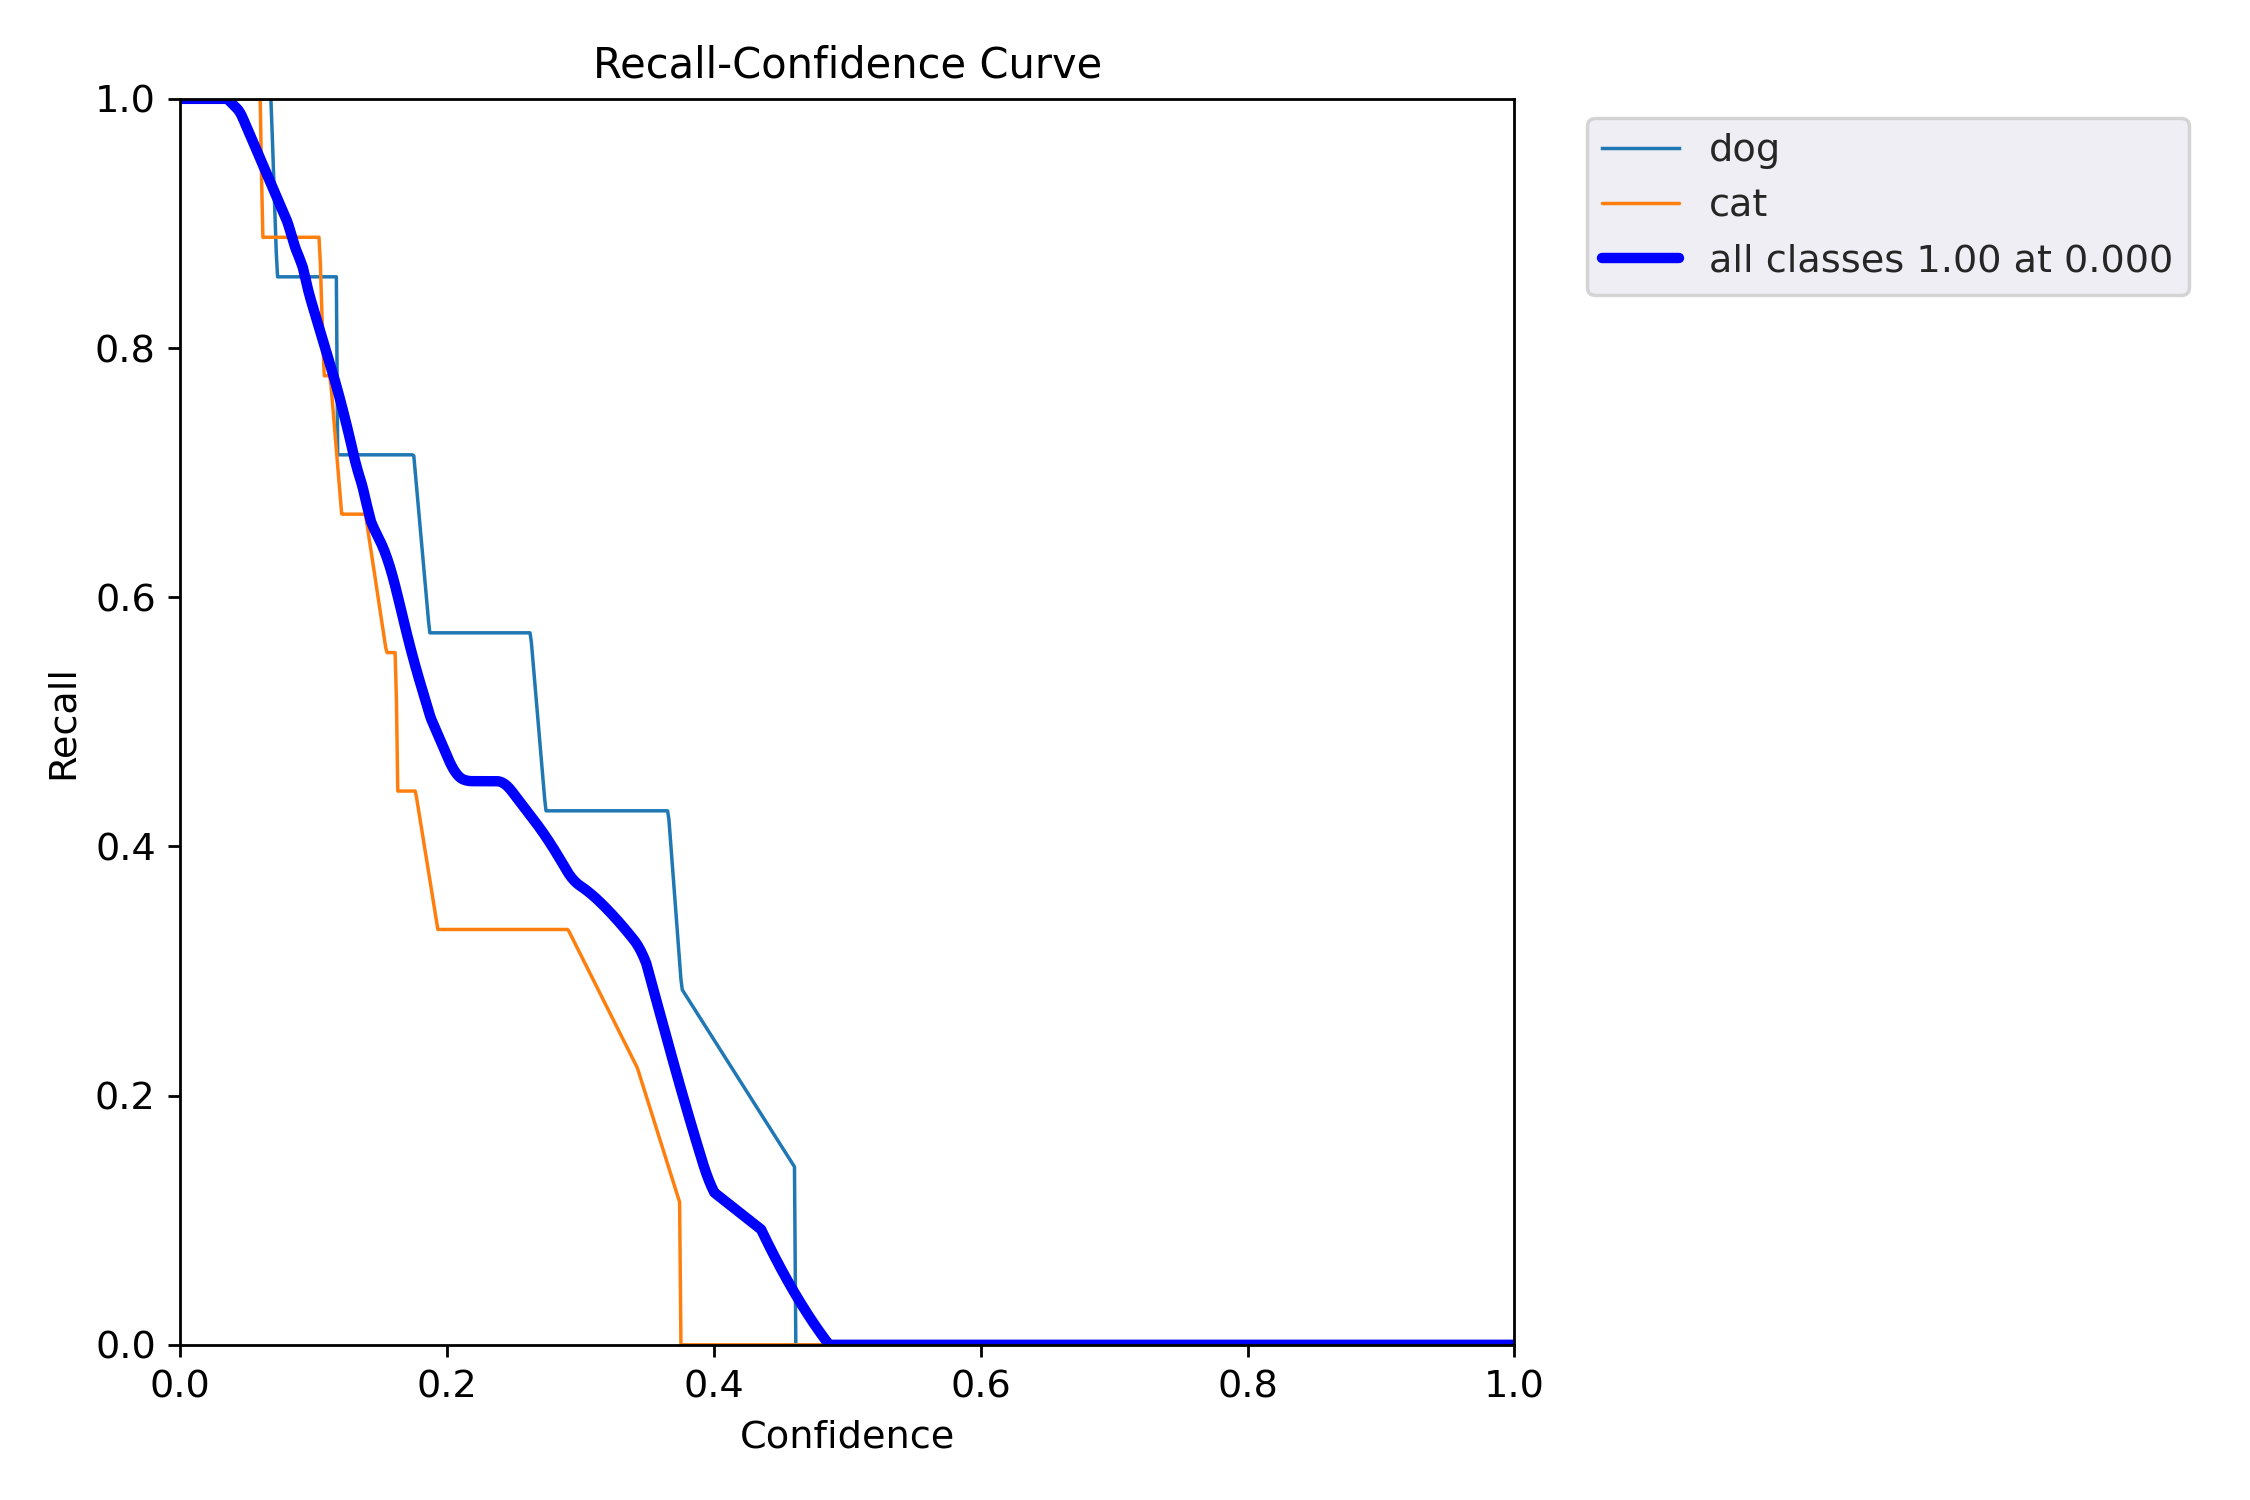 Recall-Confidence Curve
1.0
0.8
0.6
0.4
0.2
0.0
Recall
0.0 0.2 0.4 0.6 0.8 1.0
Confidence
dog
cat
all classes 1.00 at 0.000